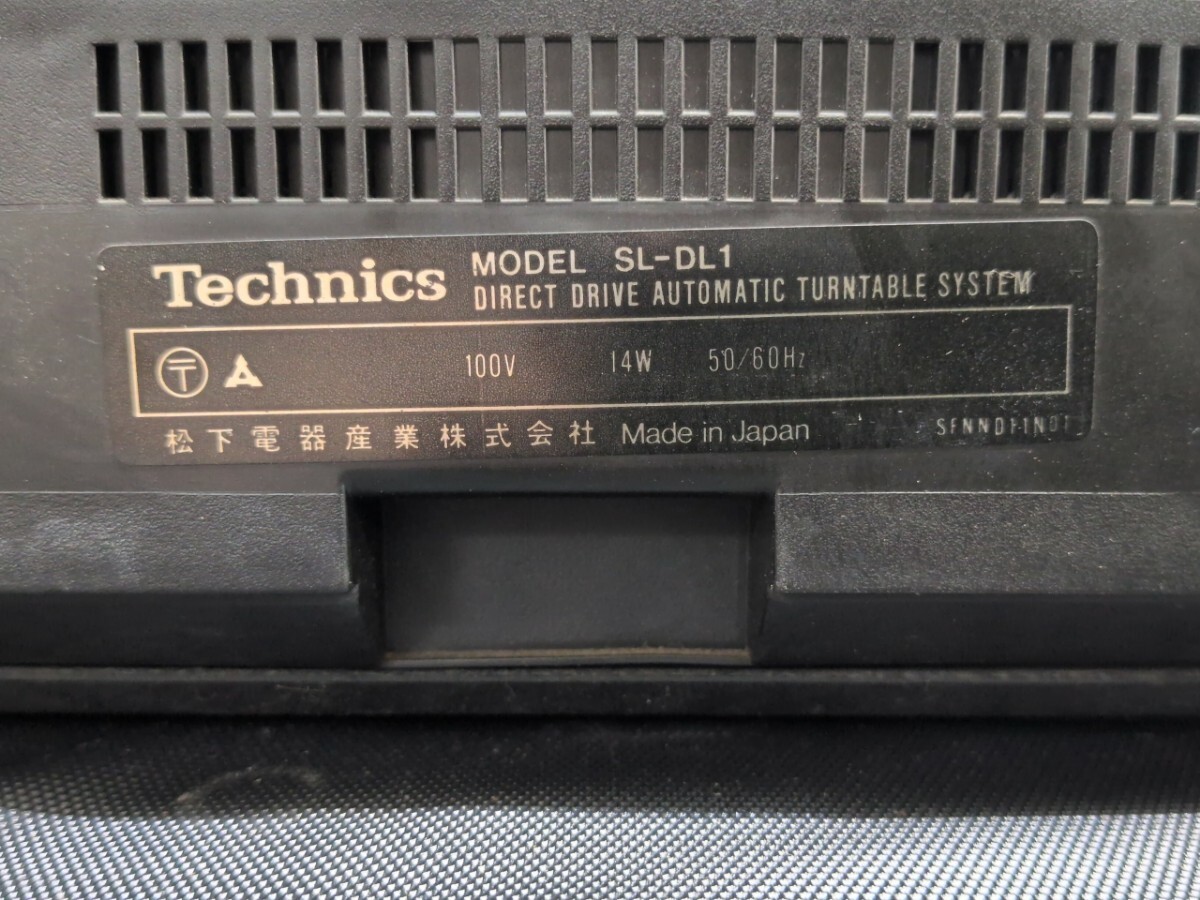 Technics MODEL SL-DL1
DIRECT DRIVE AUTOMATIC TURNTABLE SYSTEM
〒 100V 14W 50/60Hz
松下電器産業株式会社 Made in Japan